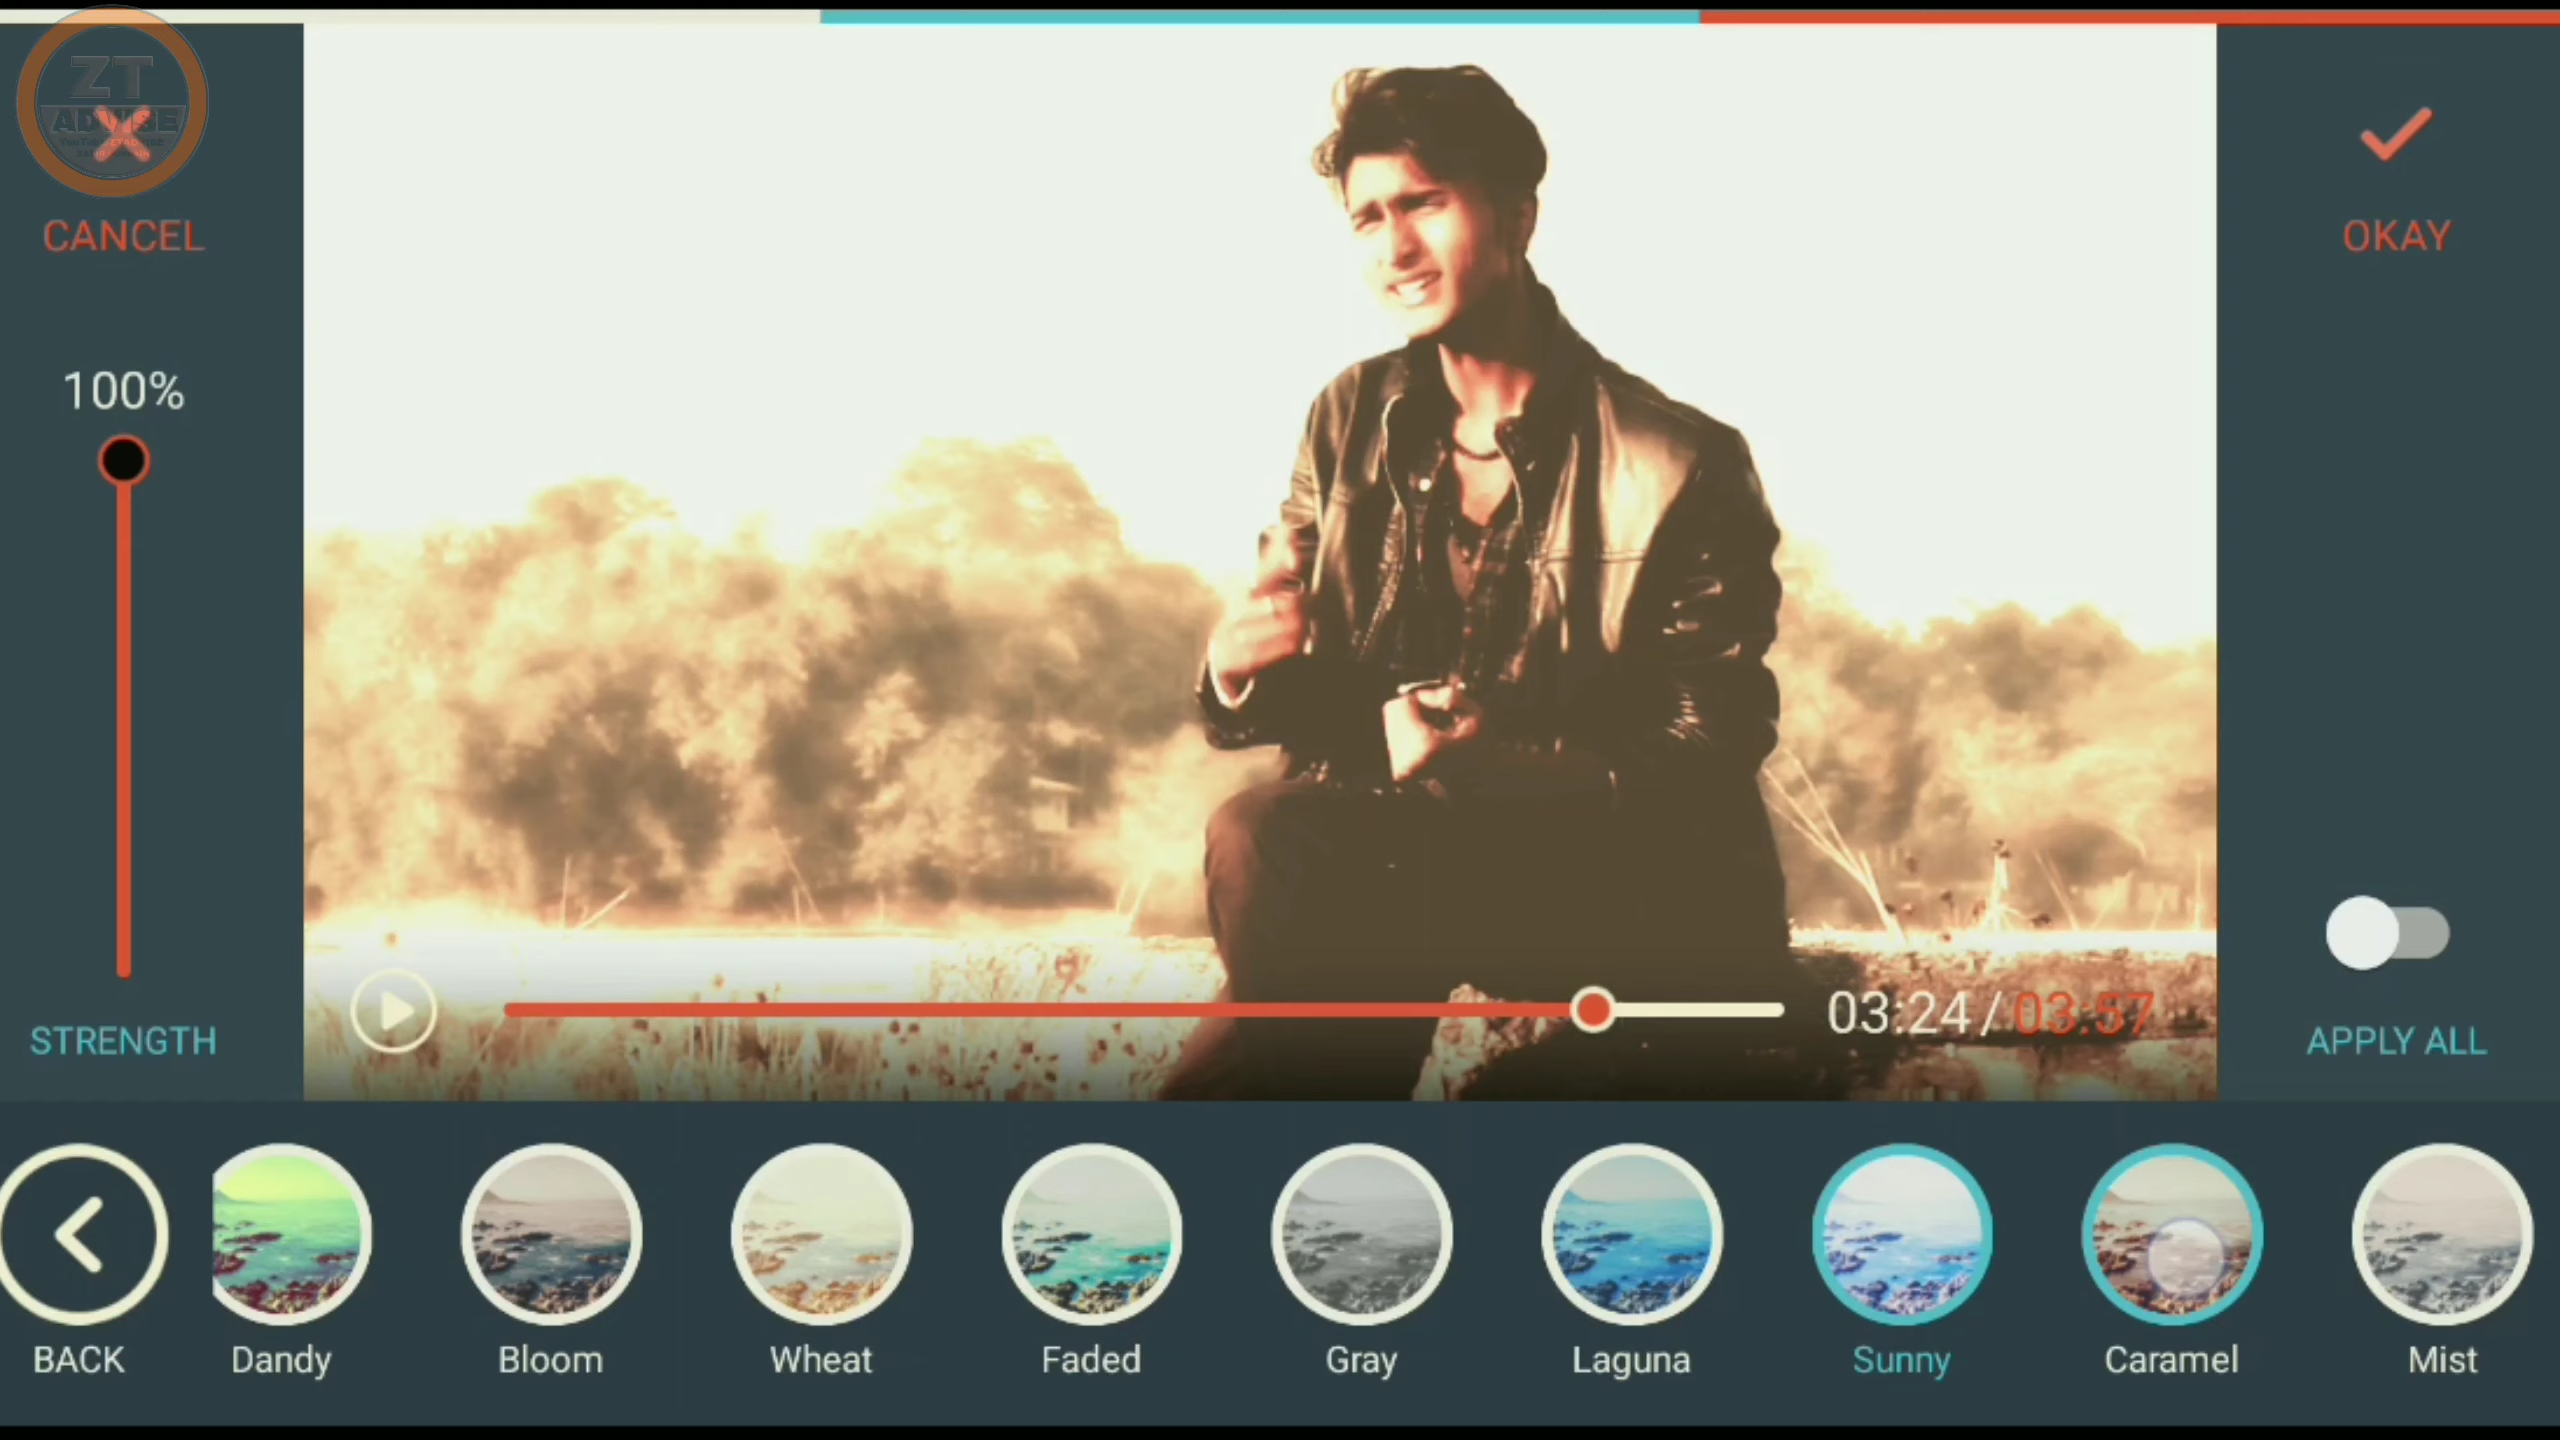 ZT
ADVISE
CANCEL
OKAY
100%
03:24 / 03:57
STRENGTH
APPLY ALL
BACK
Dandy
Bloom
Wheat
Faded
Gray
Laguna
Sunny
Caramel
Mist